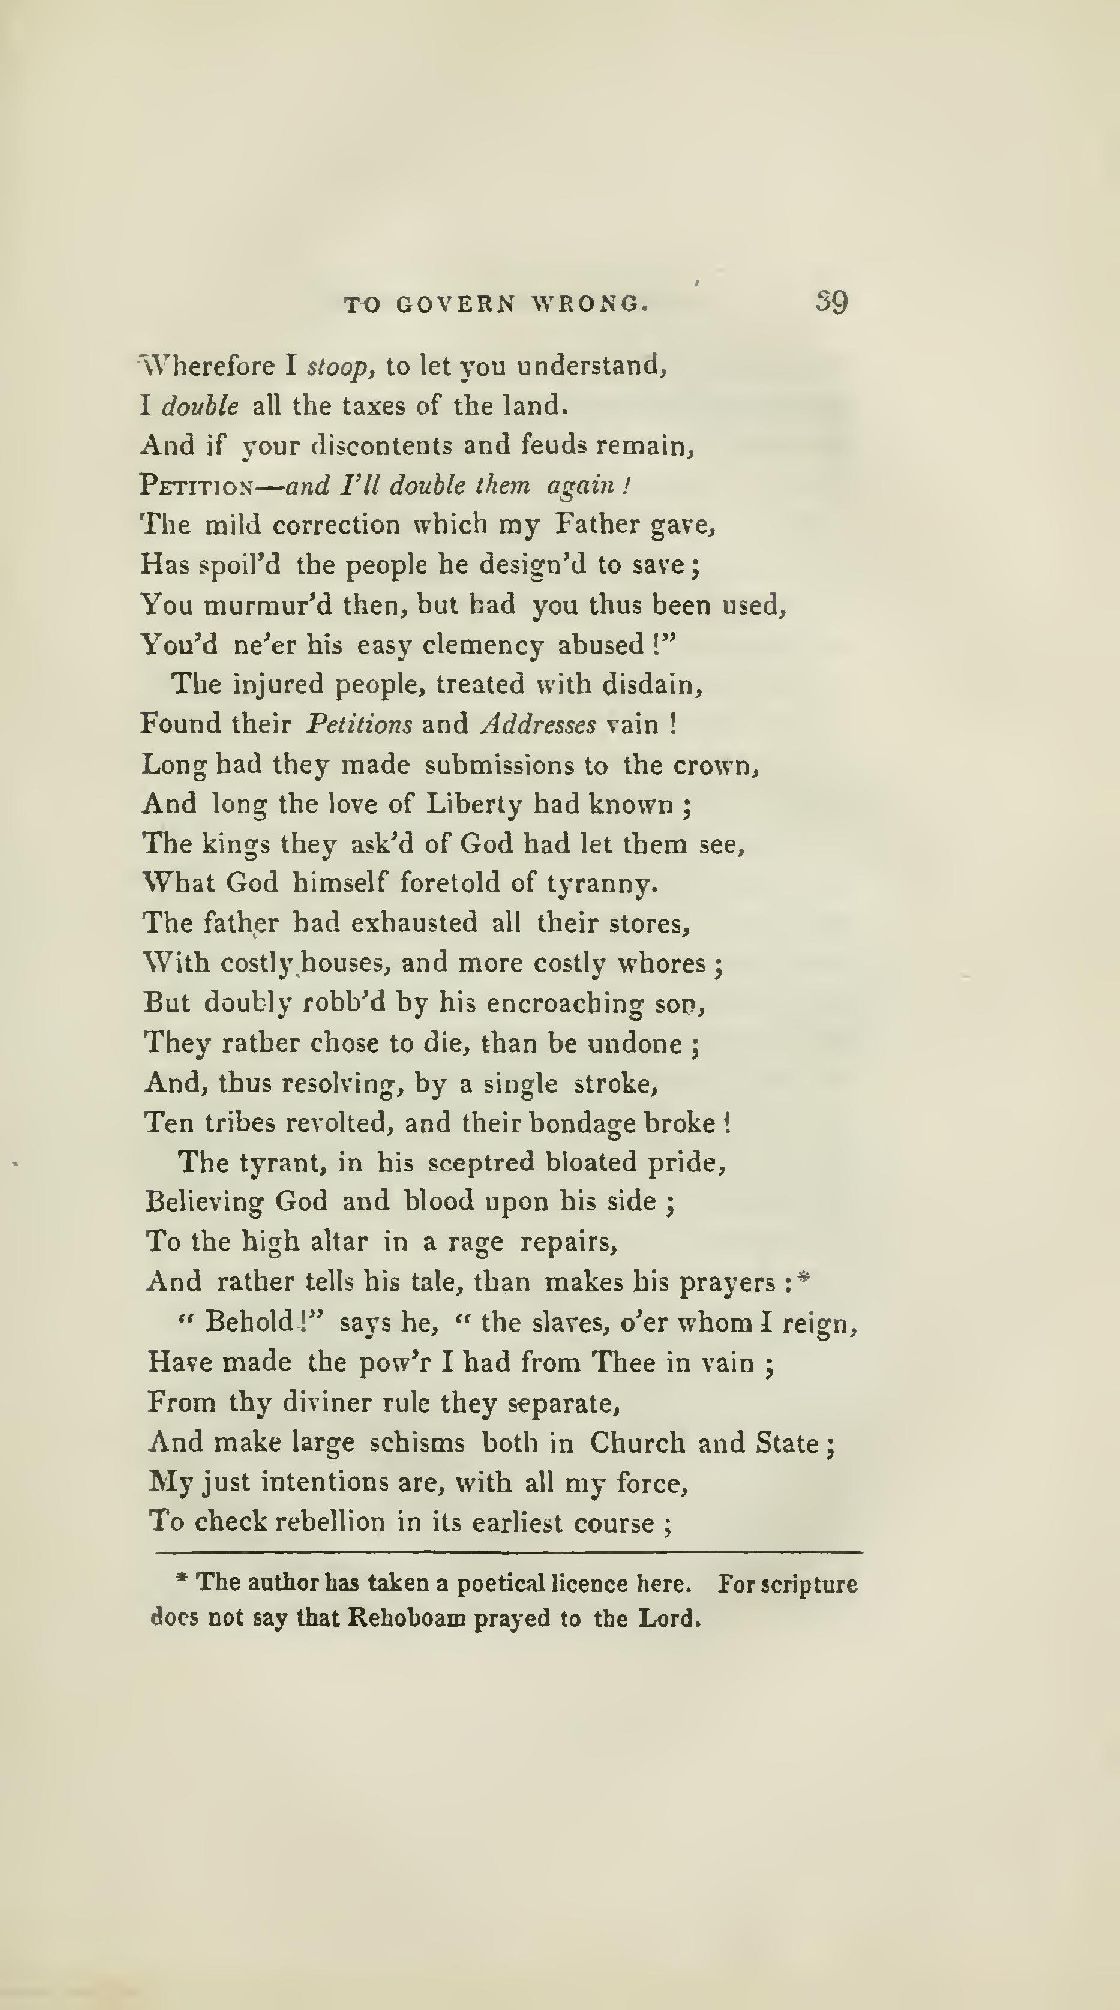 TO GOVERN WRONG. 39
Wherefore I stoop, to let you understand,
I double all the taxes of the land.
And if your discontents and feuds remain,
PETITION—and I'll double them again!
The mild correction which my Father gave,
Has spoil'd the people he design'd to save;
You murmur'd then, but had you thus been used,
You'd ne'er his easy clemency abused!"
The injured people, treated with disdain,
Found their Petitions and Addresses vain!
Long had they made submissions to the crown,
And long the love of Liberty had known;
The kings they ask'd of God had let them see,
What God himself foretold of tyranny.
The father had exhausted all their stores,
With costly houses, and more costly whores;
But doubly robb'd by his encroaching son,
They rather chose to die, than be undone;
And, thus resolving, by a single stroke,
Ten tribes revolted, and their bondage broke!
The tyrant, in his sceptred bloated pride,
Believing God and blood upon his side;
To the high altar in a rage repairs,
And rather tells his tale, than makes his prayers:*
"Behold!" says he, "the slaves, o'er whom I reign,
Have made the pow'r I had from Thee in vain;
From thy diviner rule they separate,
And make large schisms both in Church and State;
My just intentions are, with all my force,
To check rebellion in its earliest course;
* The author has taken a poetical licence here. For scripture
does not say that Rehoboam prayed to the Lord.